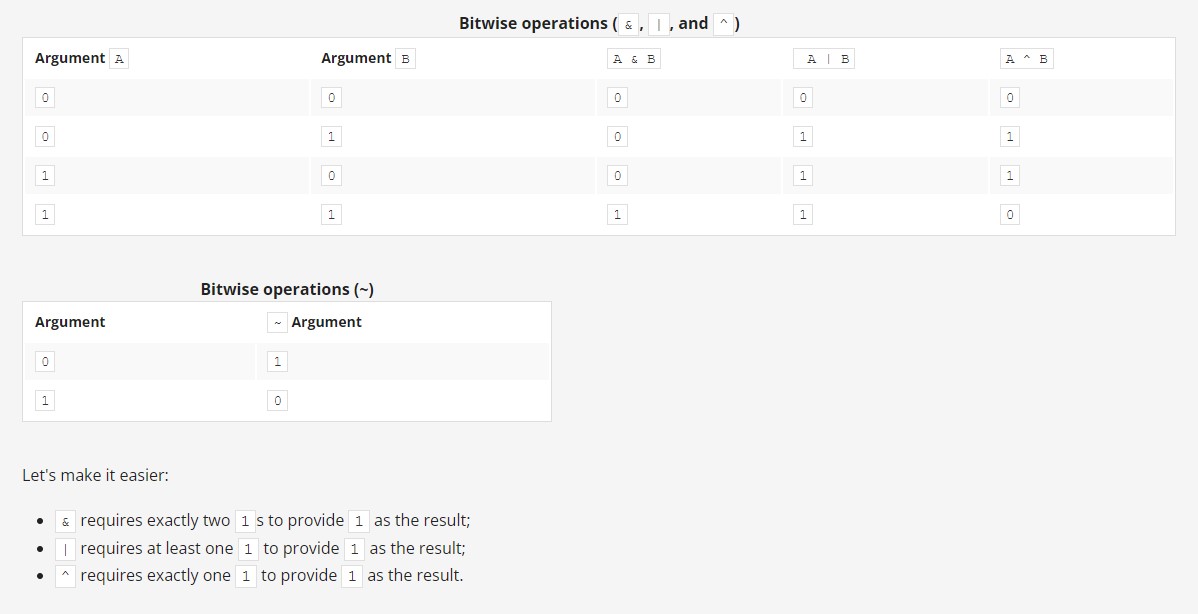 Bitwise operations ( & , | , and ^ )
Argument A Argument B A & B A | B A ^ B
0 0 0 0 0
0 1 0 1 1
1 0 0 1 1
1 1 1 1 0
Bitwise operations (~)
Argument ~ Argument
0 1
1 0
Let's make it easier:
• & requires exactly two 1 s to provide 1 as the result;
• | requires at least one 1 to provide 1 as the result;
• ^ requires exactly one 1 to provide 1 as the result.